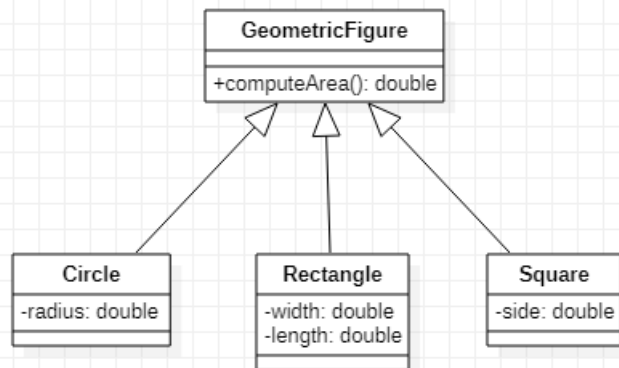 GeometricFigure
+computeArea(): double
Circle
-radius: double
Rectangle
-width: double
-length: double
Square
-side: double